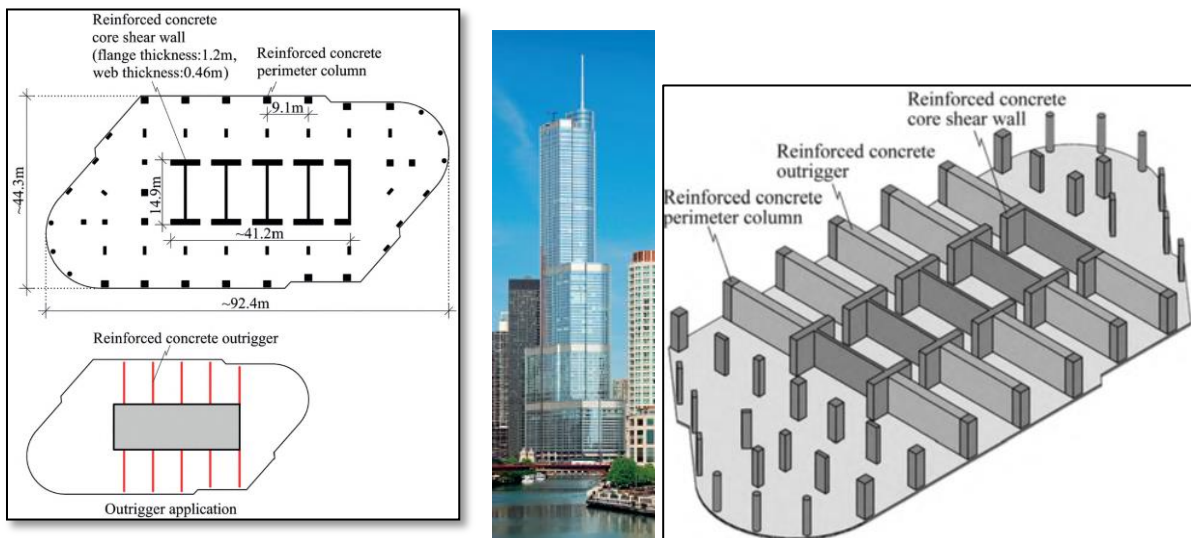 Reinforced concrete
core shear wall
(flange thickness:1.2m,
web thickness:0.46m)
Reinforced concrete
perimeter column
9.1m
~44.3m
14.9m
~41.2m
~92.4m
Reinforced concrete outrigger
Outrigger application
Reinforced concrete
core shear wall
Reinforced concrete
outrigger
Reinforced concrete
perimeter column